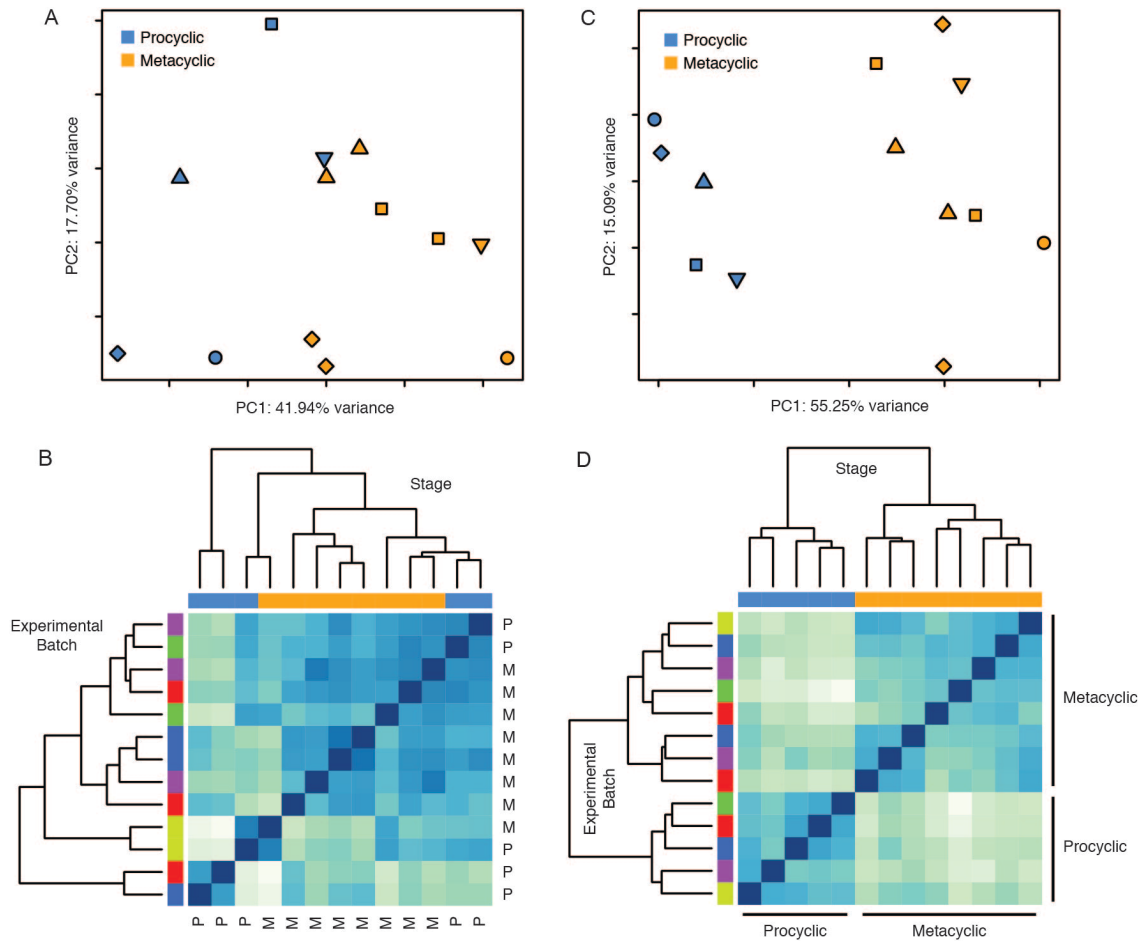 A
Procyclic
Metacyclic
PC2: 17.70% variance
PC1: 41.94% variance
C
Procyclic
Metacyclic
PC2: 15.09% variance
PC1: 55.25% variance
B
Stage
Experimental
Batch
P
P
M
M
M
M
M
M
M
M
P
P
P
P P P M M M M M M M M P P
D
Stage
Experimental
Batch
Metacyclic
Procyclic
Procyclic
Metacyclic